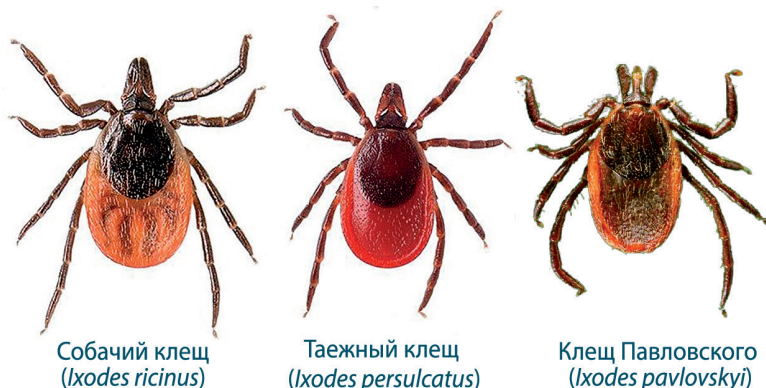 Собачий клещ
(Ixodes ricinus)
Таежный клещ
(Ixodes persulcatus)
Клещ Павловского
(Ixodes pavlovskyi)